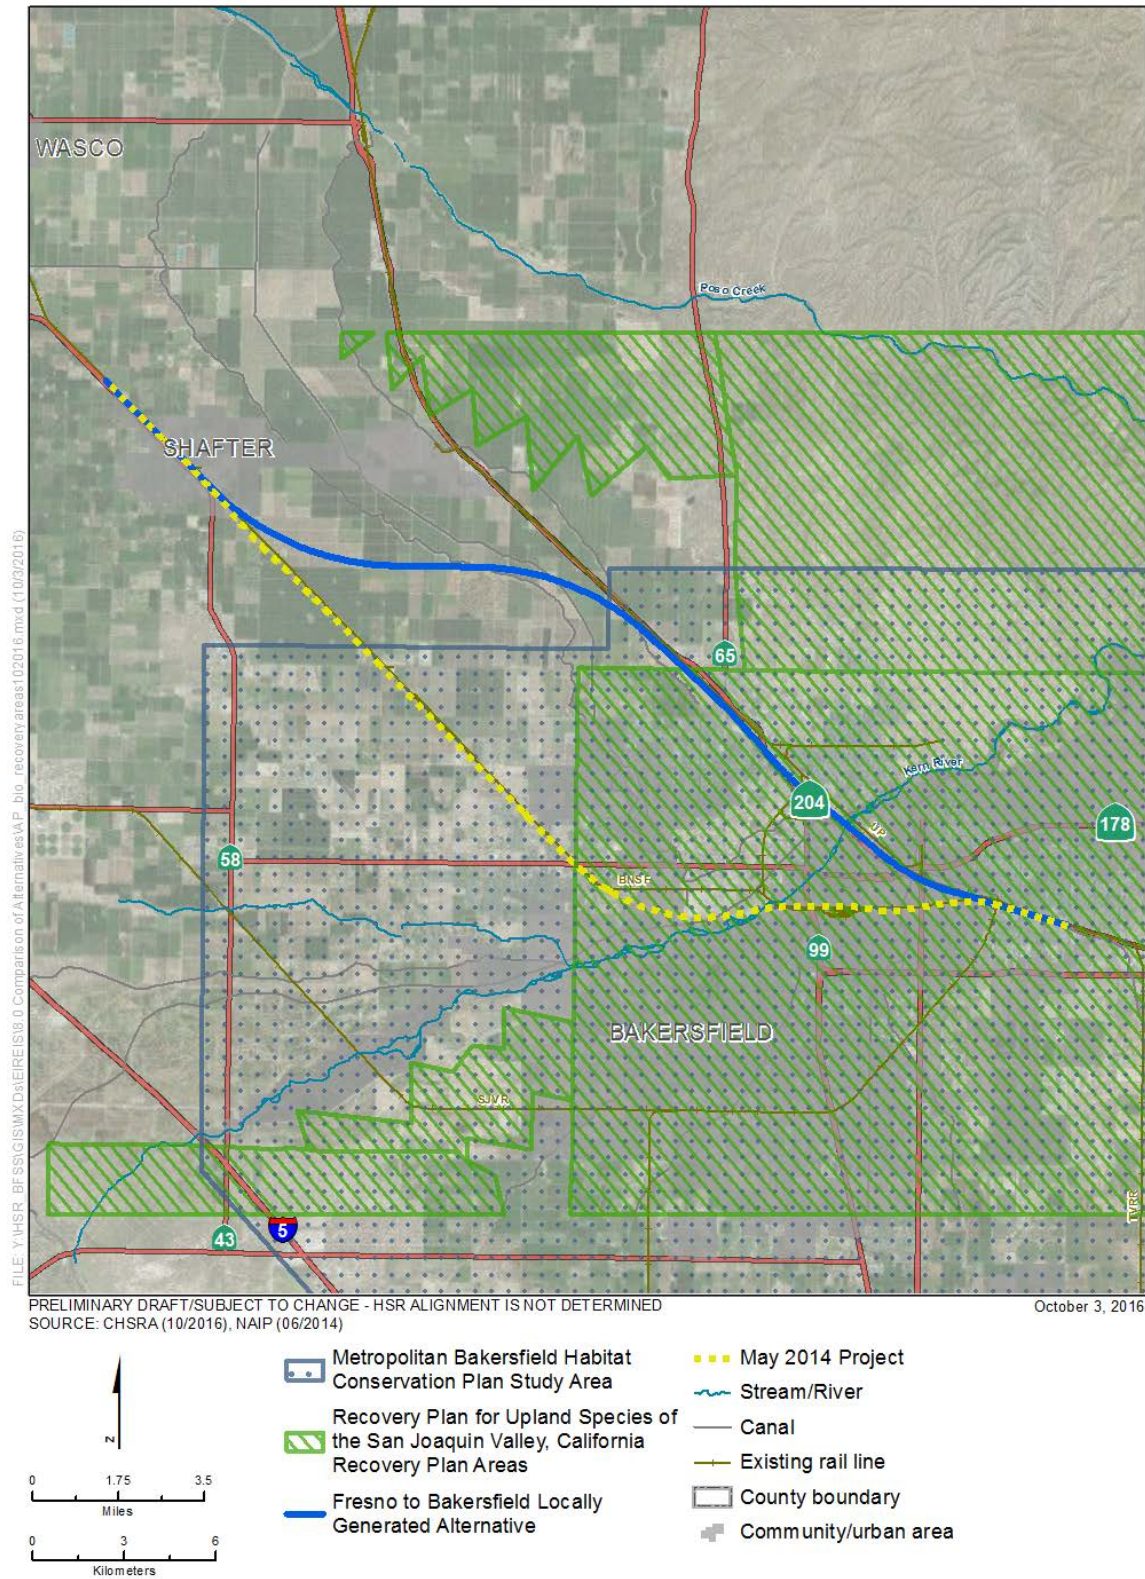 WASCO
Poso Creek
SHAFTER
65
Kern River
204
UP
178
58
BNSF
99
BAKERSFIELD
SJVR
TVRR
5
43
FILE: Y:\HSR_BFSS\GIS\MXDs\EIREIS\8.0 Comparison of Alternatives\AP_bio_recoveryareas102016.mxd (10/3/2016)
PRELIMINARY DRAFT/SUBJECT TO CHANGE - HSR ALIGNMENT IS NOT DETERMINED
October 3, 2016
SOURCE: CHSRA (10/2016), NAIP (06/2014)
Z
0 1.75 3.5
Miles
0 3 6
Kilometers
Metropolitan Bakersfield Habitat
Conservation Plan Study Area
Recovery Plan for Upland Species of
the San Joaquin Valley, California
Recovery Plan Areas
Fresno to Bakersfield Locally
Generated Alternative
May 2014 Project
Stream/River
Canal
Existing rail line
County boundary
Community/urban area